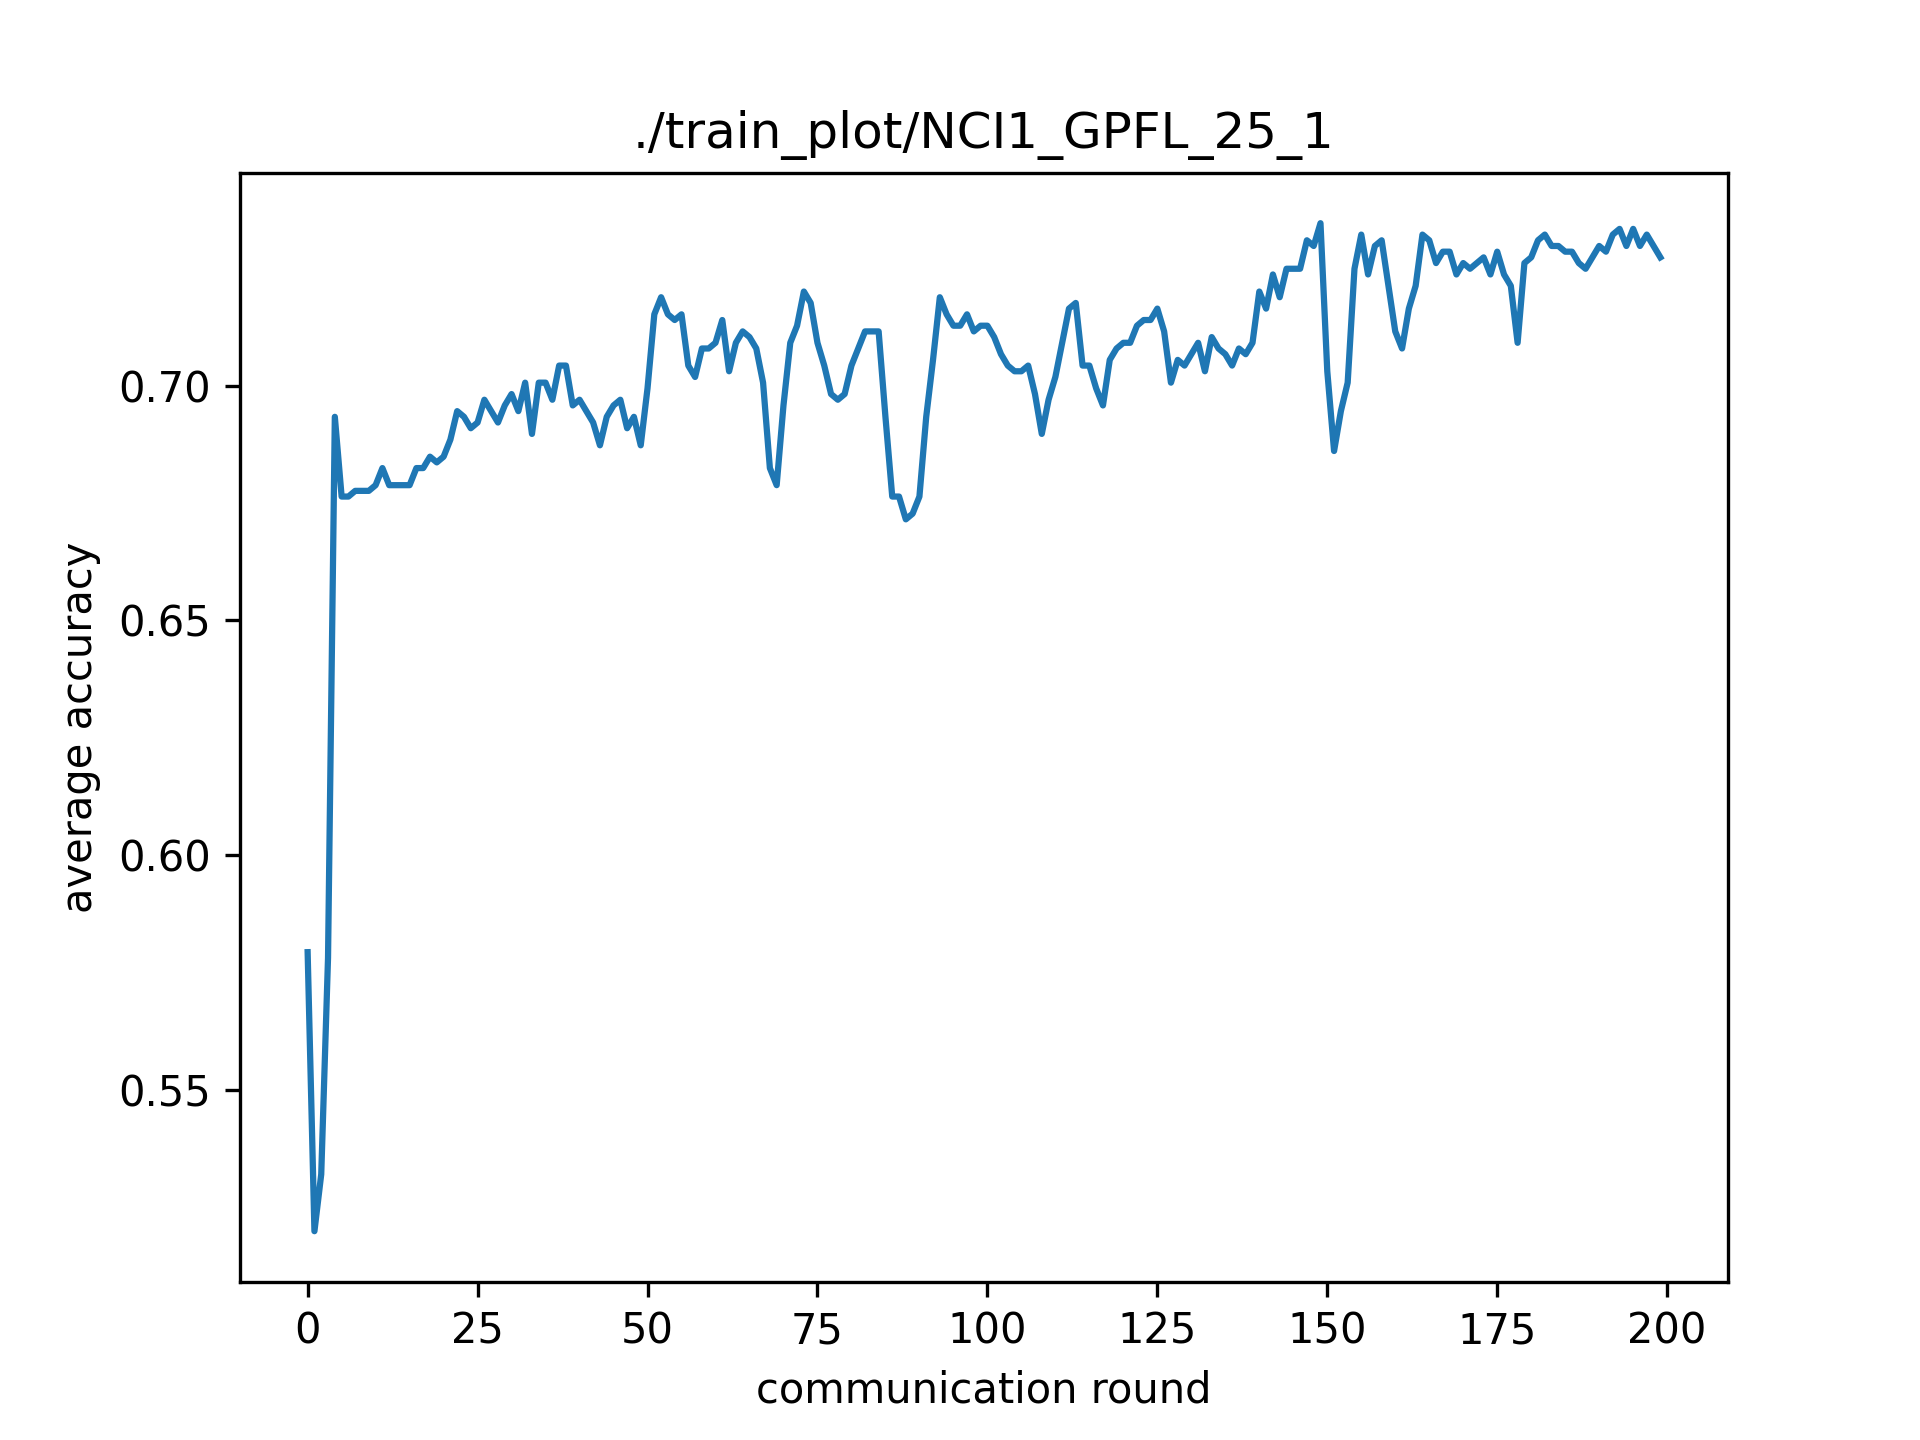 ./train_plot/NCI1_GPFL_25_1
average accuracy
0.70
0.65
0.60
0.55
0 25 50 75 100 125 150 175 200
communication round